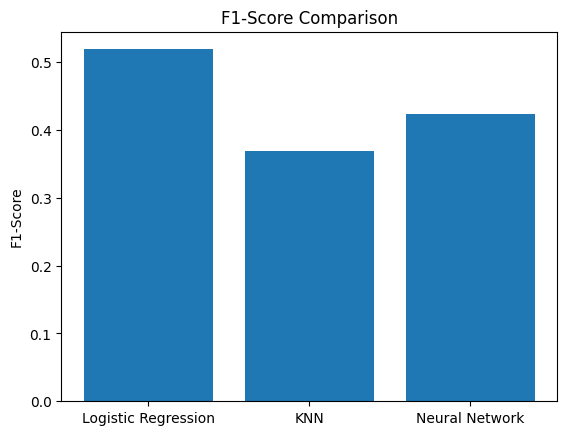 F1-Score Comparison
F1-Score
0.5
0.4
0.3
0.2
0.1
0.0
Logistic Regression
KNN
Neural Network